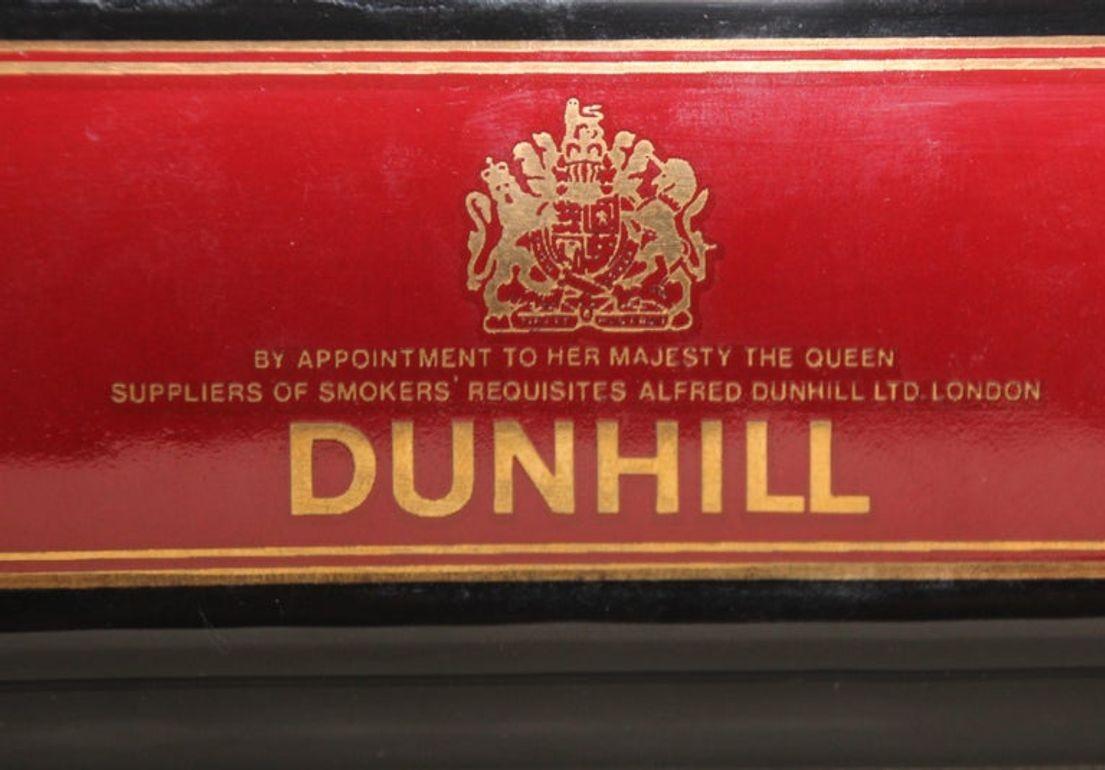 BY APPOINTMENT TO HER MAJESTY THE QUEEN
SUPPLIERS OF SMOKERS' REQUISITES ALFRED DUNHILL LTD. LONDON
DUNHILL